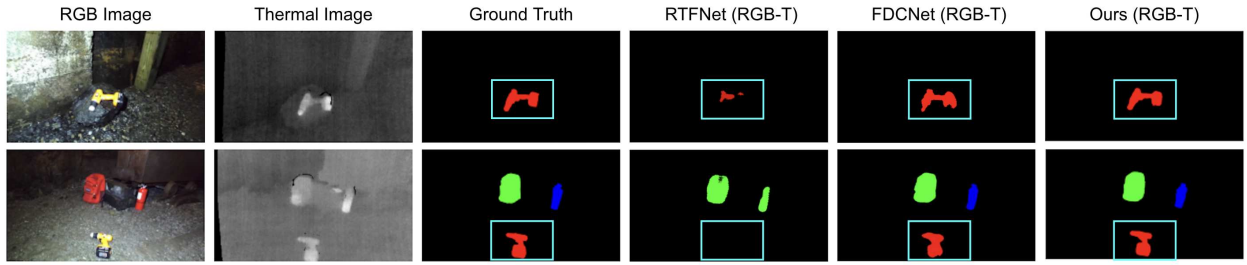 RGB Image
Thermal Image
Ground Truth
RTFNet (RGB-T)
FDCNet (RGB-T)
Ours (RGB-T)